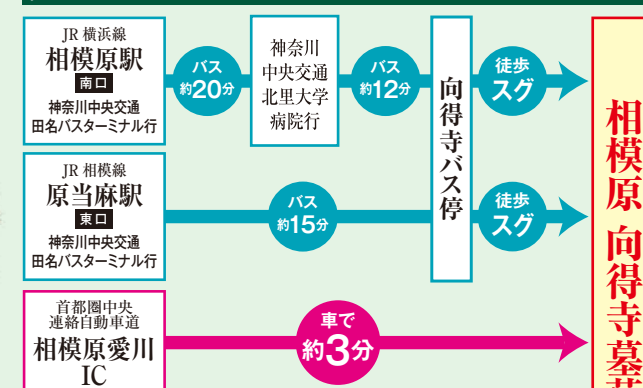 JR 横浜線
相模原駅
南口
神奈川中央交通
田名バスターミナル行
バス
約20分
神奈川
中央交通
北里大学
病院行
バス
約12分
向得寺バス停
徒歩
スグ
JR 相模線
原当麻駅
東口
神奈川中央交通
田名バスターミナル行
バス
約15分
徒歩
スグ
首都圏中央
連絡自動車道
相模原愛川
IC
車で
約3分
相模原 向得寺墓苑